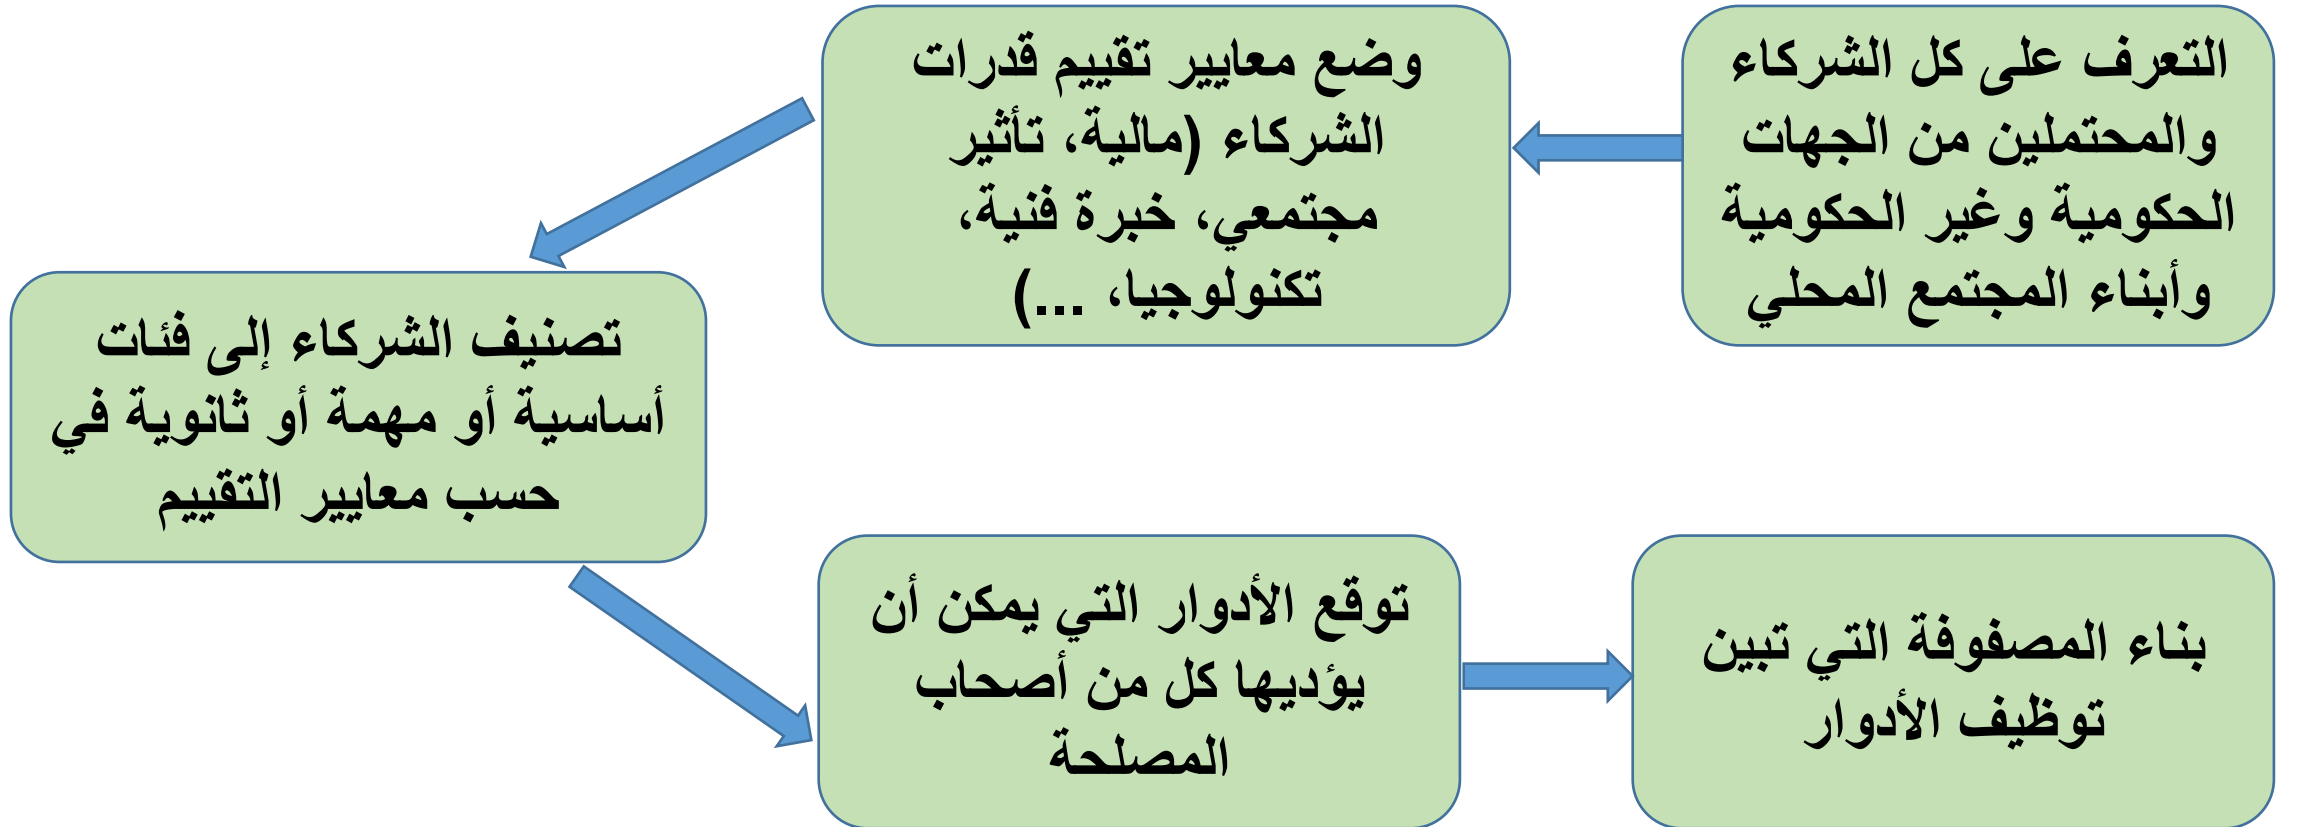 التعرف على كل الشركاء
والمحتملين من الجهات
الحكومية وغير الحكومية
وأبناء المجتمع المحلي
وضع معايير تقييم قدرات
الشركاء (مالية، تأثير
مجتمعي، خبرة فنية،
تكنولوجيا، ...)
تصنيف الشركاء إلى فئات
أساسية أو مهمة أو ثانوية في
حسب معايير التقييم
توقع الأدوار التي يمكن أن
يؤديها كل من أصحاب
المصلحة
بناء المصفوفة التي تبين
توظيف الأدوار